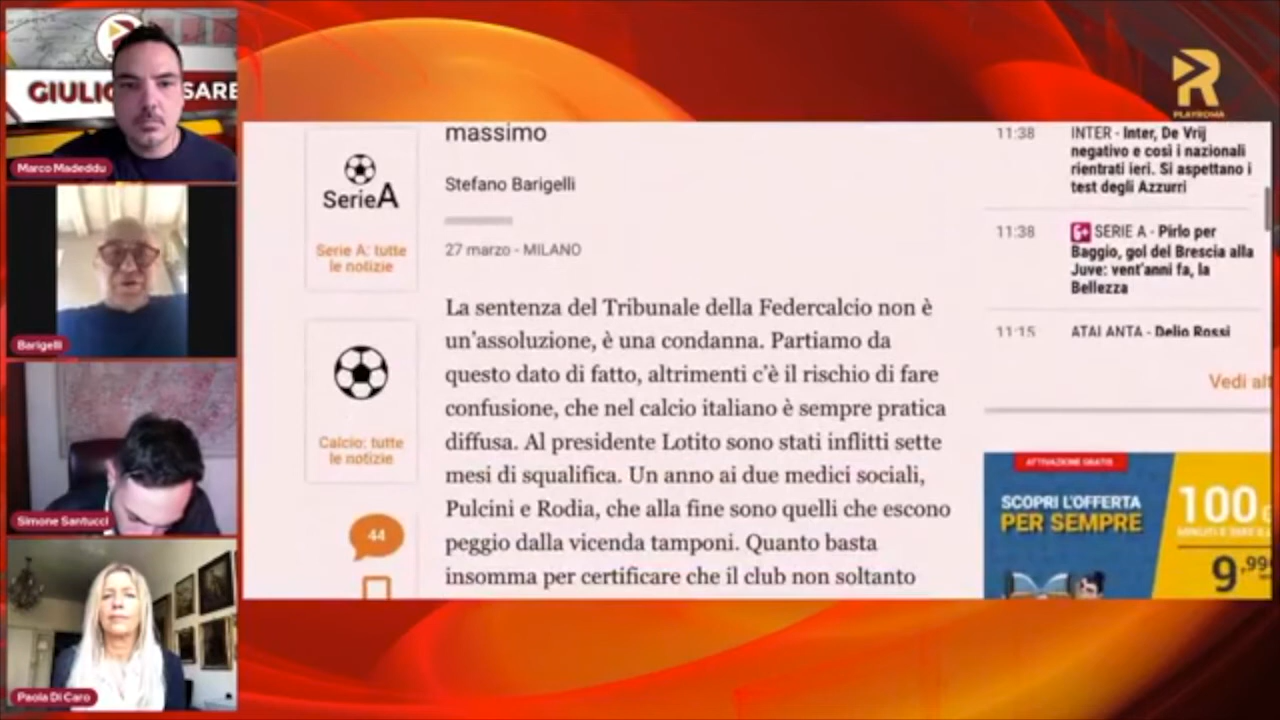 GIULIO
SARE
Marco Madeddu
Barigelli
Simone Santucci
Paola Di Caro
PLAYROMA
SerieA
Serie A: tutte
le notizie
Calcio: tutte
le notizie
44
massimo
Stefano Barigelli
27 marzo - MILANO
La sentenza del Tribunale della Federcalcio non è
un'assoluzione, è una condanna. Partiamo da
questo dato di fatto, altrimenti c'è il rischio di fare
confusione, che nel calcio italiano è sempre pratica
diffusa. Al presidente Lotito sono stati inflitti sette
mesi di squalifica. Un anno ai due medici sociali,
Pulcini e Rodia, che alla fine sono quelli che escono
peggio dalla vicenda tamponi. Quanto basta
insomma per certificare che il club non soltanto
11:38 INTER - Inter, De Vrij
negativo e così i nazionali
rientrati ieri. Si aspettano i
test degli Azzurri
11:38 G+ SERIE A - Pirlo per
Baggio, gol del Brescia alla
Juve: vent'anni fa, la
Bellezza
11:15 ATALANTA - Delio Rossi
Vedi alt
ATTIVAZIONE GRATIS
SCOPRI L'OFFERTA
PER SEMPRE
100
9,99